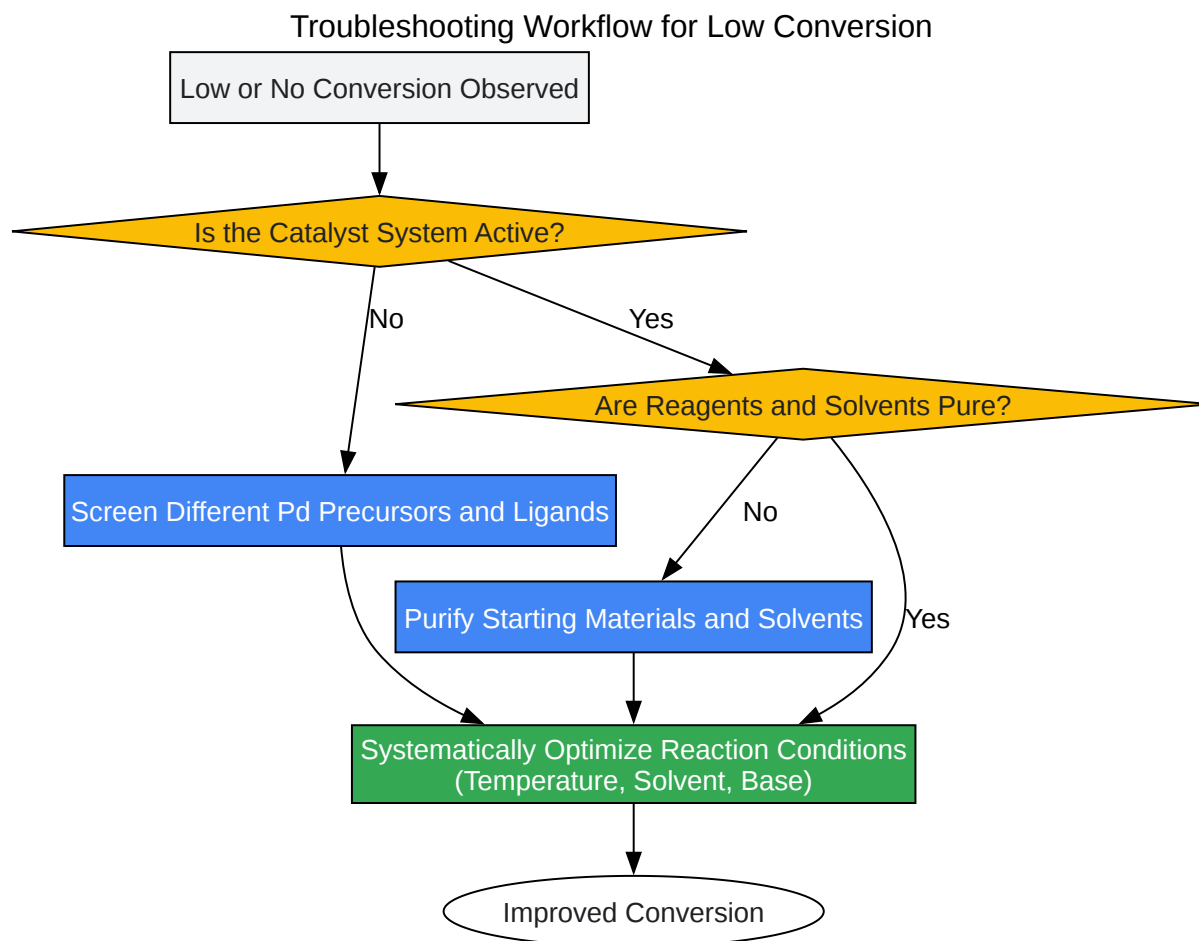 Troubleshooting Workflow for Low Conversion
Low or No Conversion Observed
Is the Catalyst System Active?
No
Yes
Are Reagents and Solvents Pure?
Screen Different Pd Precursors and Ligands
No
Purify Starting Materials and Solvents
Yes
Systematically Optimize Reaction Conditions
(Temperature, Solvent, Base)
Improved Conversion